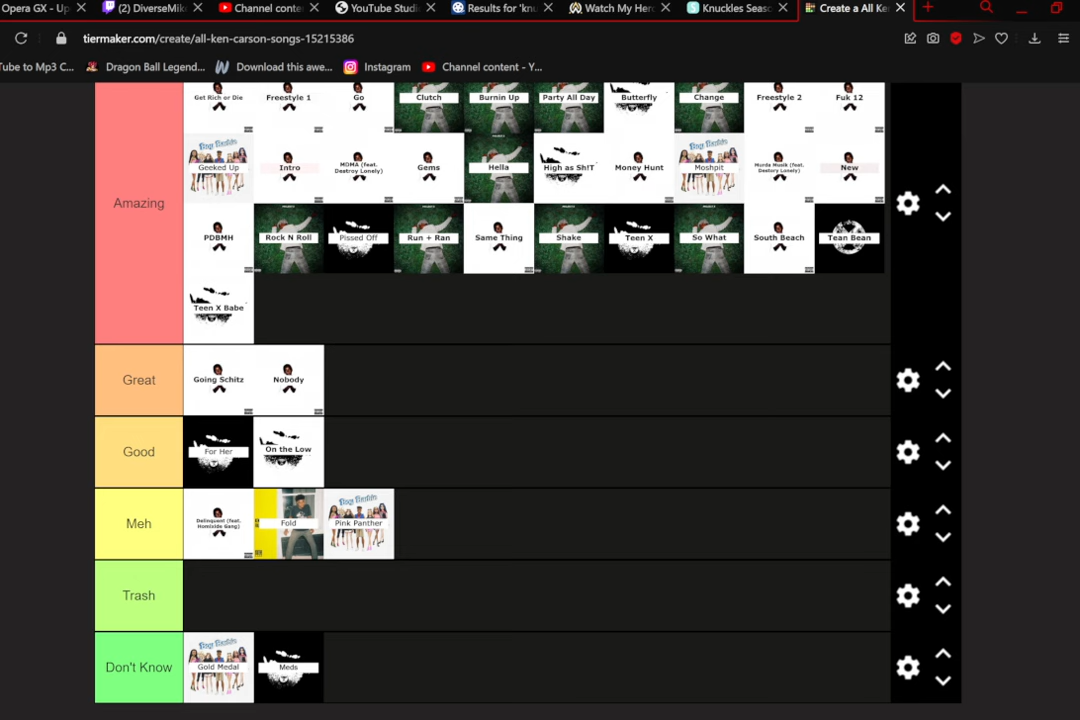 Opera GX - Up
(2) DiverseMik
Channel conte
YouTube Studi
Results for 'knu
Watch My Her
Knuckles Seaso
Create a All Ke
tiermaker.com/create/all-ken-carson-songs-15215386
Tube to Mp3 C...
Dragon Ball Legend...
Download this awe...
Instagram
Channel content - Y...
Amazing
Get Rich or Die
Freestyle 1
Go
Clutch
Burnin Up
Party All Day
Butterfly
Change
Freestyle 2
Fuk 12
Geeked Up
Intro
MDMA (feat.
Destroy Lonely)
Gems
Hella
High as Sh!T
Money Hunt
Moshpit
Murda Musik (feat.
Destory Lonely)
New
PDBMH
Rock N Roll
Pissed Off
Run + Ran
Same Thing
Shake
Teen X
So What
South Beach
Tean Bean
Teen X Babe
Great
Going Schitz
Nobody
Good
For Her
On the Low
Meh
Delinquent (feat.
Homicide Gang)
Fold
Pink Panther
Trash
Don't Know
Gold Medal
Meds